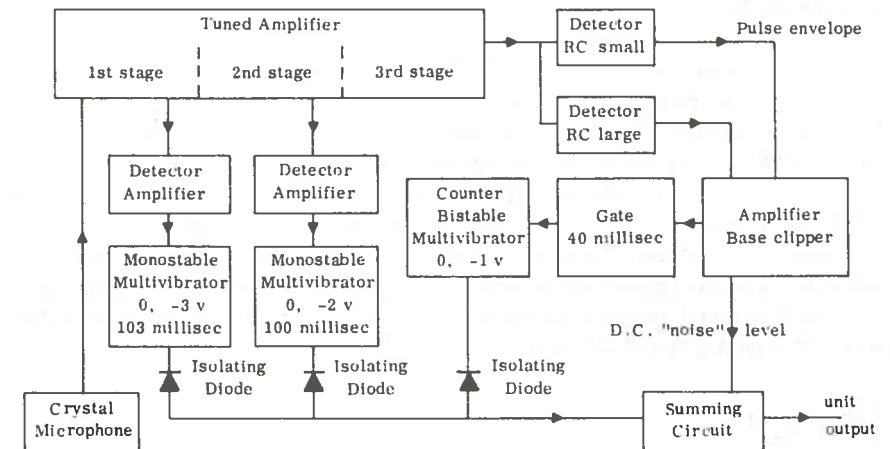 Tuned Amplifier
1st stage
2nd stage
3rd stage
Detector
RC small
Pulse envelope
Detector
RC large
Detector
Amplifier
Detector
Amplifier
Counter
Bistable
Multivibrator
0, -1 v
Gate
40 millisec
Amplifier
Base clipper
Monostable
Multivibrator
0, -3 v
103 millisec
Monostable
Multivibrator
0, -2 v
100 millisec
D.C. "noise" level
Isolating
Diode
Isolating
Diode
Isolating
Diode
Crystal
Microphone
Summing
Circuit
unit
output